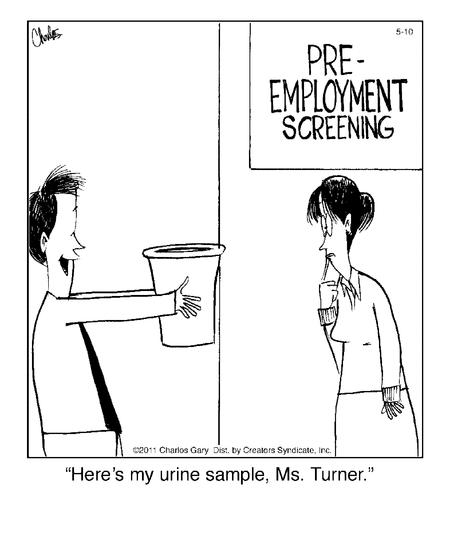 Charlos
5-10
PRE-
EMPLOYMENT
SCREENING
©2011 Charlos Gary Dist. by Creators Syndicate, Inc.
“Here’s my urine sample, Ms. Turner.”